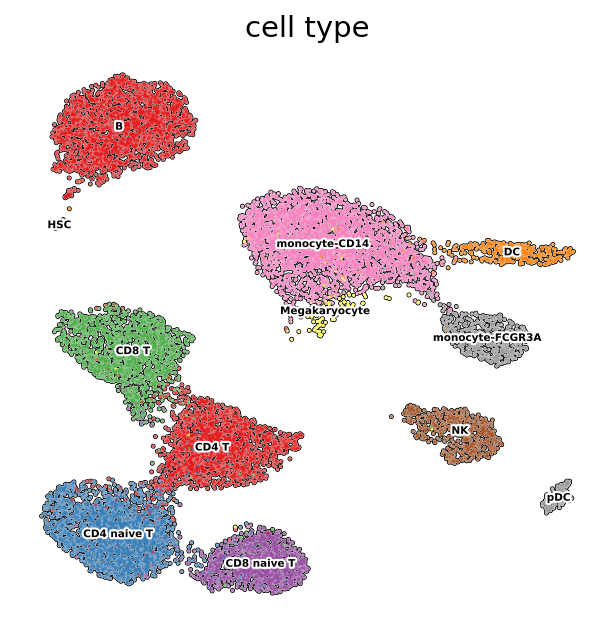 cell type
B
HSC
monocyte-CD14
DC
Megakaryocyte
monocyte-FCGR3A
CD8 T
NK
CD4 T
pDC
CD4 naive T
CD8 naive T